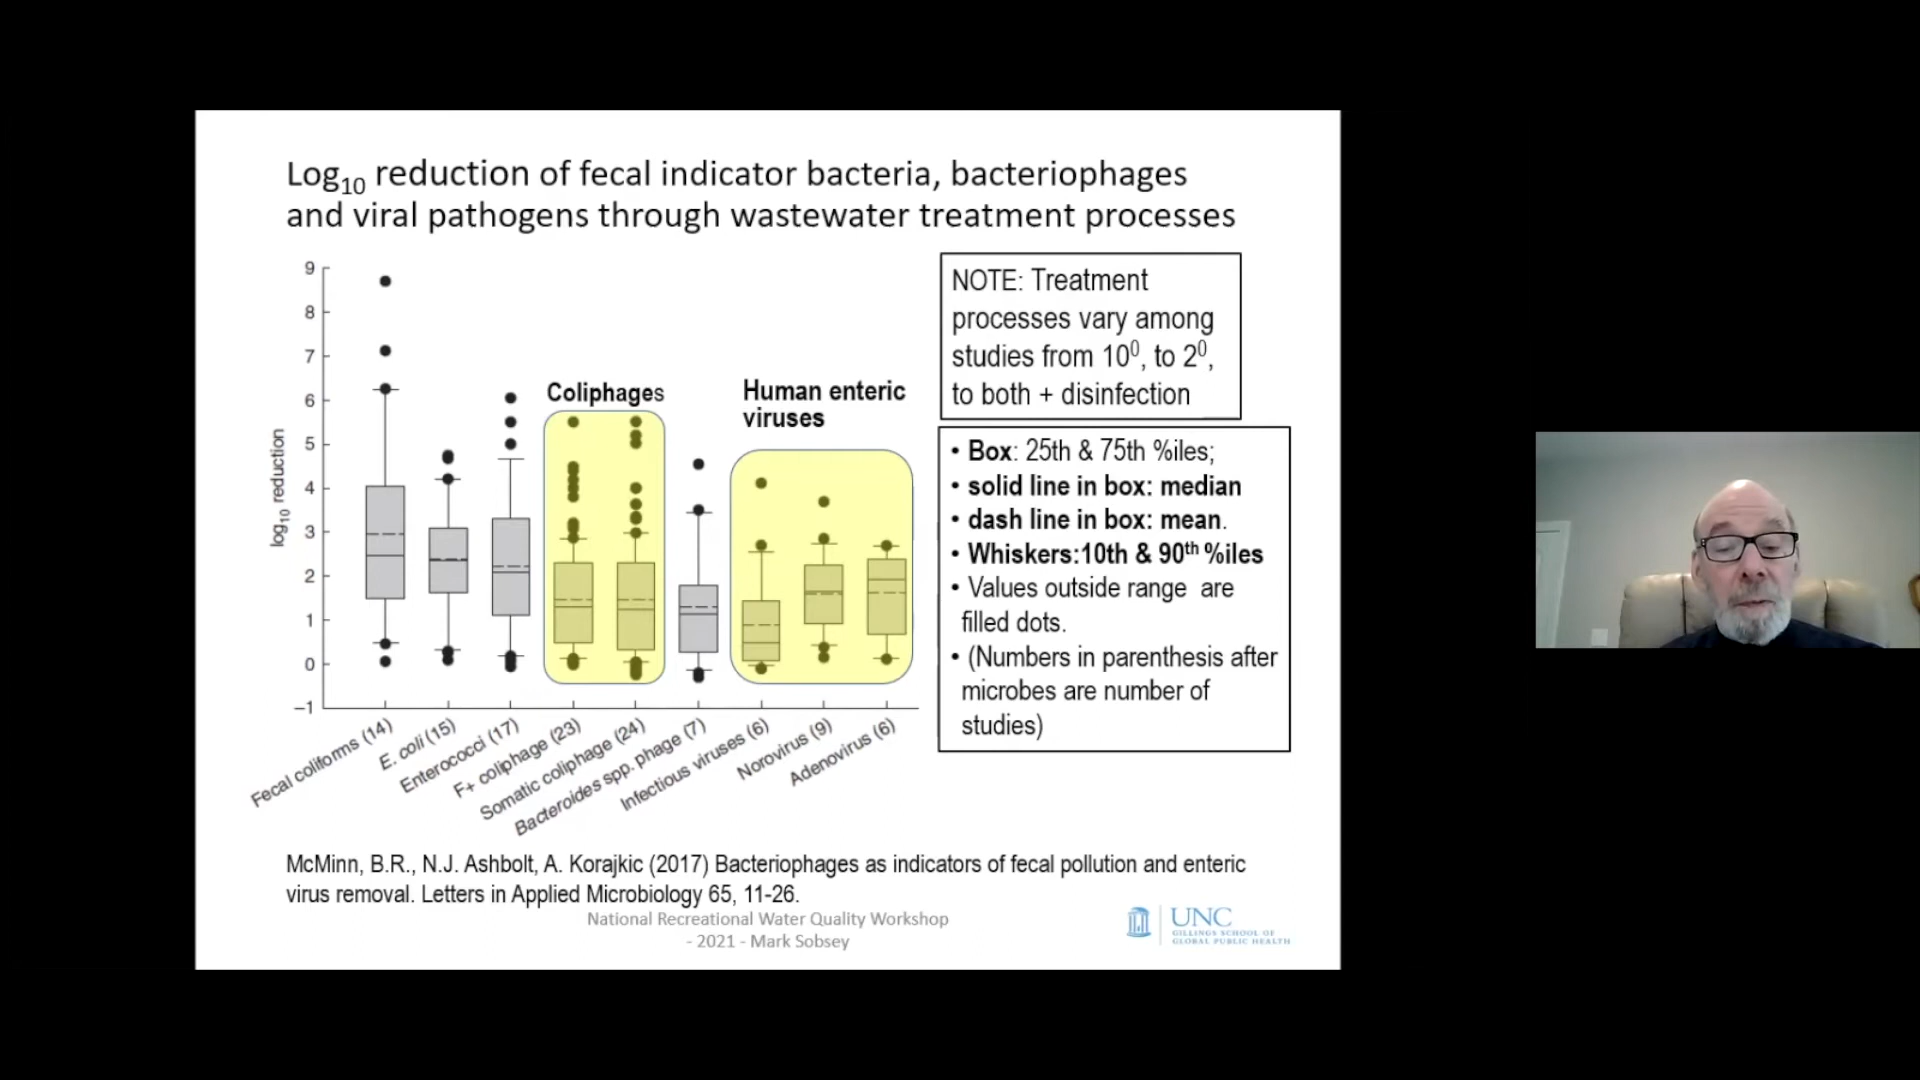 Log10 reduction of fecal indicator bacteria, bacteriophages
and viral pathogens through wastewater treatment processes
9
8
7
6
5
4
3
2
1
0
–1
log10 reduction
Coliphages
Human enteric
viruses
Fecal coliforms (14)
E. coli (15)
Enterococci (17)
F+ coliphage (23)
Somatic coliphage (24)
Bacteroides spp. phage (7)
Infectious viruses (6)
Norovirus (9)
Adenovirus (6)
NOTE: Treatment
processes vary among
studies from 10⁰, to 2⁰,
to both + disinfection
• Box: 25th & 75th %iles;
• solid line in box: median
• dash line in box: mean.
• Whiskers:10th & 90th %iles
• Values outside range are
filled dots.
• (Numbers in parenthesis after
microbes are number of
studies)
McMinn, B.R., N.J. Ashbolt, A. Korajkic (2017) Bacteriophages as indicators of fecal pollution and enteric
virus removal. Letters in Applied Microbiology 65, 11-26.
National Recreational Water Quality Workshop
- 2021 - Mark Sobsey
UNC
GILLINGS SCHOOL OF
GLOBAL PUBLIC HEALTH